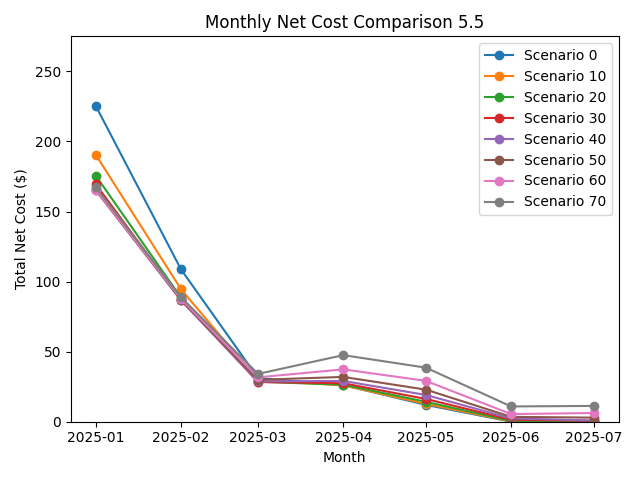 Monthly Net Cost Comparison 5.5
Total Net Cost ($)
250
200
150
100
50
0
Scenario 0
Scenario 10
Scenario 20
Scenario 30
Scenario 40
Scenario 50
Scenario 60
Scenario 70
2025-01 2025-02 2025-03 2025-04 2025-05 2025-06 2025-07
Month